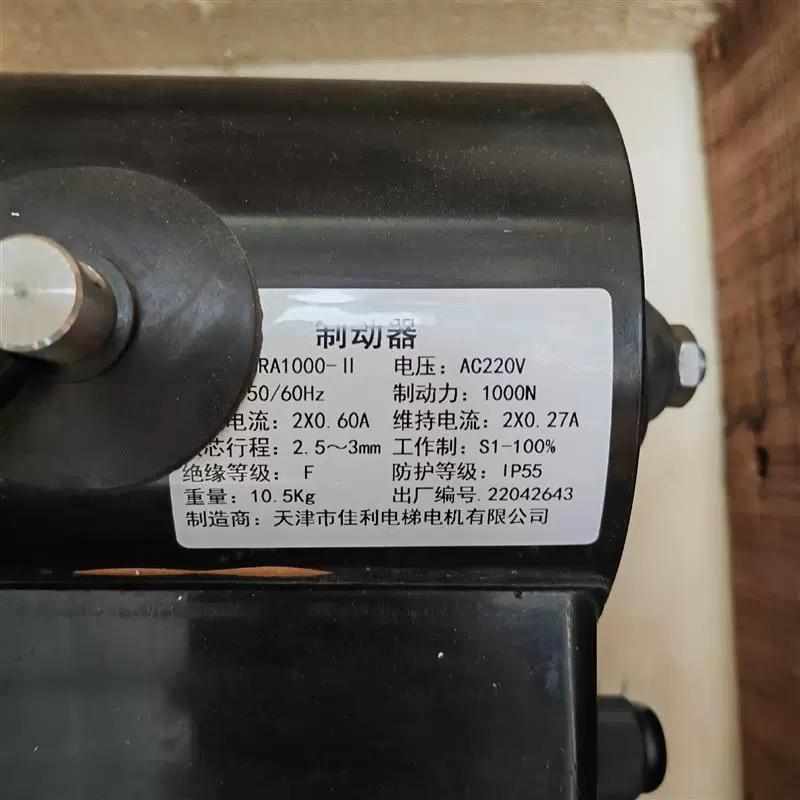 制动器
RA1000-II 电压: AC220V
50/60Hz 制动力: 1000N
电流: 2X0.60A 维持电流: 2X0.27A
芯行程: 2.5～3mm 工作制: S1-100%
绝缘等级: F 防护等级: IP55
重量: 10.5Kg 出厂编号. 22042643
制造商: 天津市佳利电梯电机有限公司